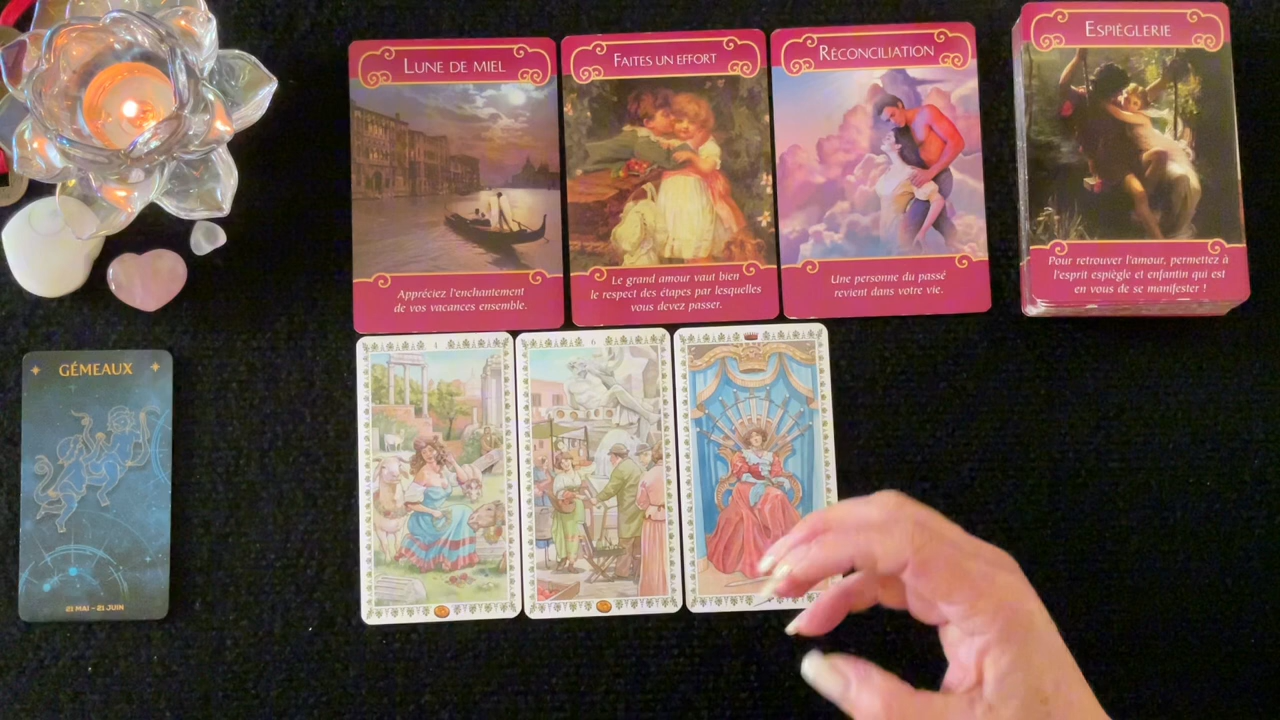 LUNE DE MIEL
Appréciez l'enchantement
de vos vacances ensemble.
FAITES UN EFFORT
Le grand amour vaut bien
le respect des étapes par lesquelles
vous devez passer.
RÉCONCILIATION
Une personne du passé
revient dans votre vie.
ESPIÈGLERIE
Pour retrouver l'amour, permettez à
l'esprit espiègle et enfantin qui est
en vous de se manifester !
GÉMEAUX
21 MAI - 21 JUIN
1
6